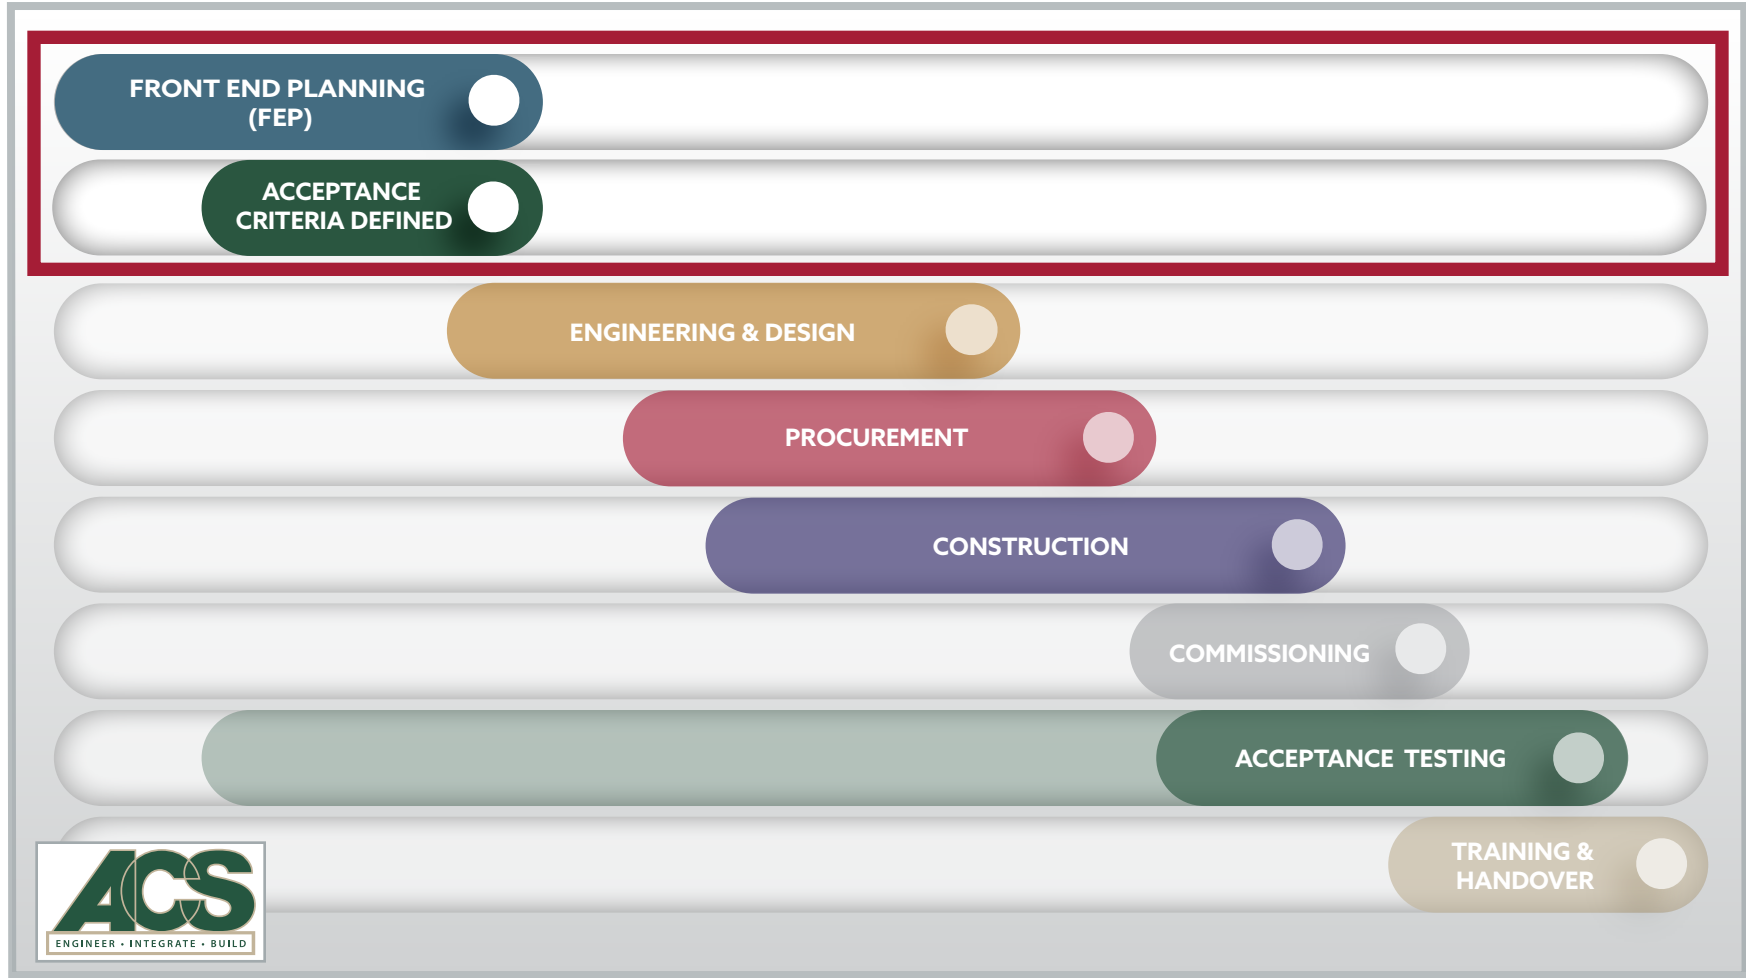 FRONT END PLANNING
(FEP)
ACCEPTANCE
CRITERIA DEFINED
ENGINEERING & DESIGN
PROCUREMENT
CONSTRUCTION
COMMISSIONING
ACCEPTANCE TESTING
TRAINING &
HANDOVER
ACS
ENGINEER • INTEGRATE • BUILD